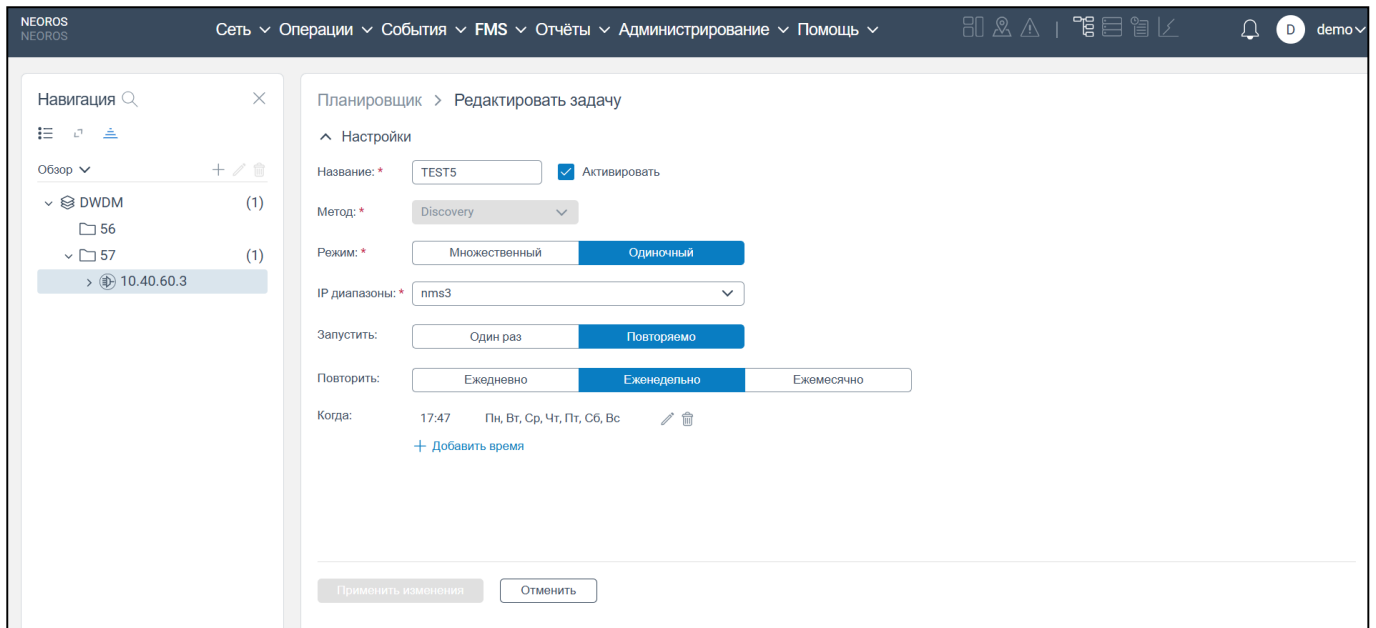 NEOROS
NEOROS
Сеть Операции События FMS Отчёты Администрирование Помощь D demo
Навигация
Обзор
DWDM (1)
56
57 (1)
10.40.60.3
Планировщик > Редактировать задачу
Настройки
Название: * TEST5 Активировать
Метод: * Discovery
Режим: * Множественный Одиночный
IP диапазоны: * nms3
Запустить: Один раз Повторяемо
Повторить: Ежедневно Еженедельно Ежемесячно
Когда: 17:47 Пн, Вт, Ср, Чт, Пт, Сб, Вс
+ Добавить время
Применить изменения Отменить